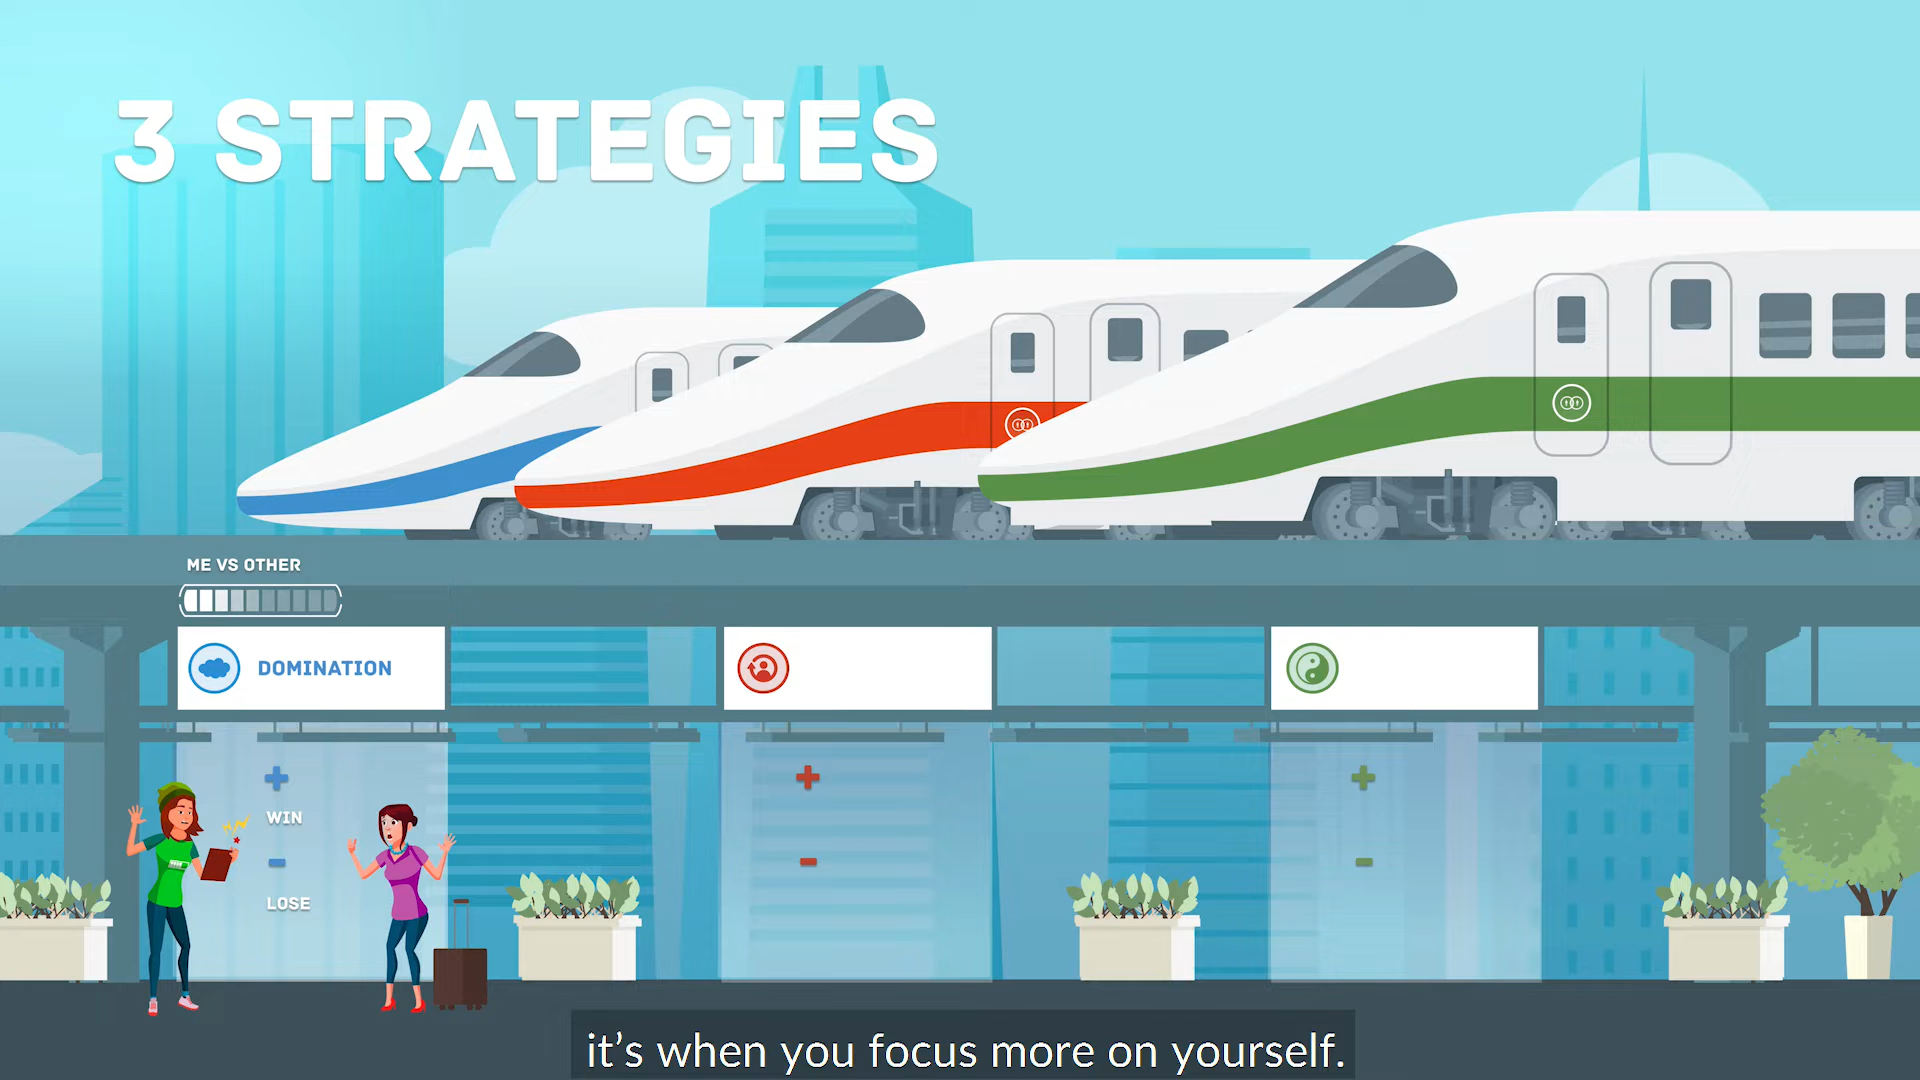 3 STRATEGIES
ME VS OTHER
DOMINATION
WIN
LOSE
it’s when you focus more on yourself.